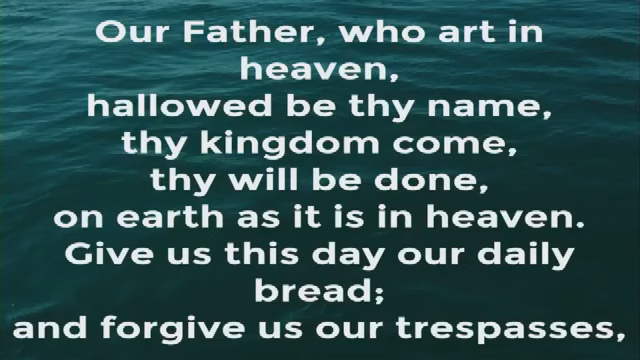 Our Father, who art in
heaven,
hallowed be thy name,
thy kingdom come,
thy will be done,
on earth as it is in heaven.
Give us this day our daily
bread;
and forgive us our trespasses,